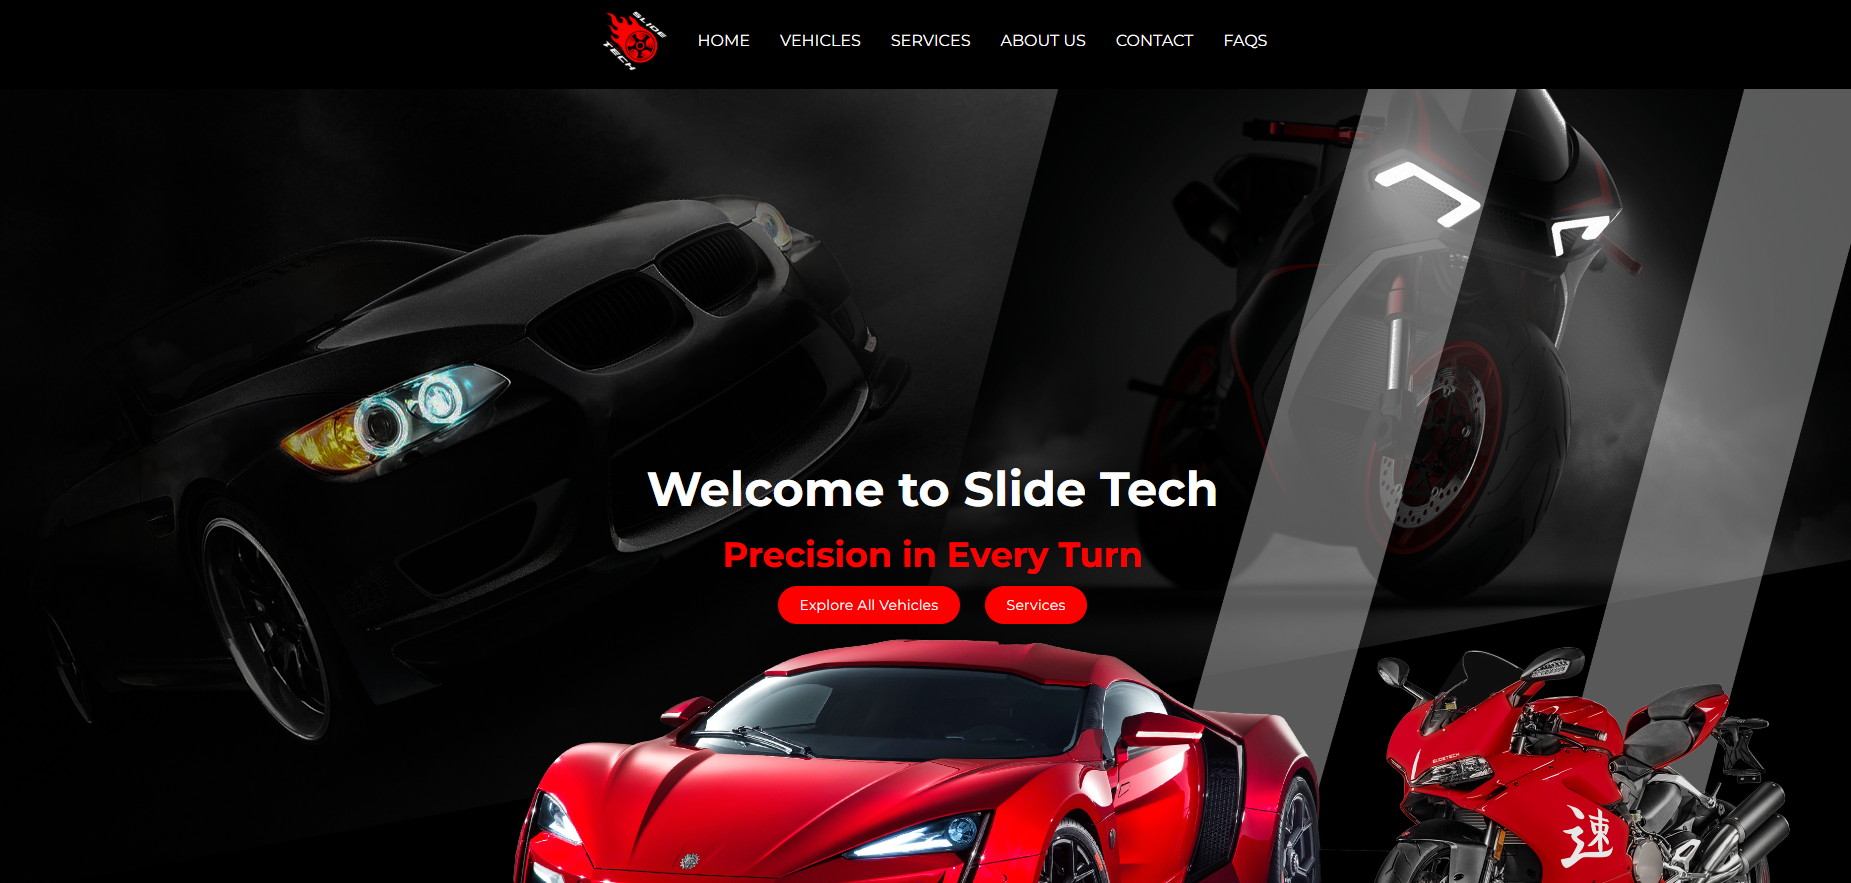 SLIDE
TECH
HOME
VEHICLES
SERVICES
ABOUT US
CONTACT
FAQS
Welcome to Slide Tech
Precision in Every Turn
Explore All Vehicles
Services
SLIDETECH
速